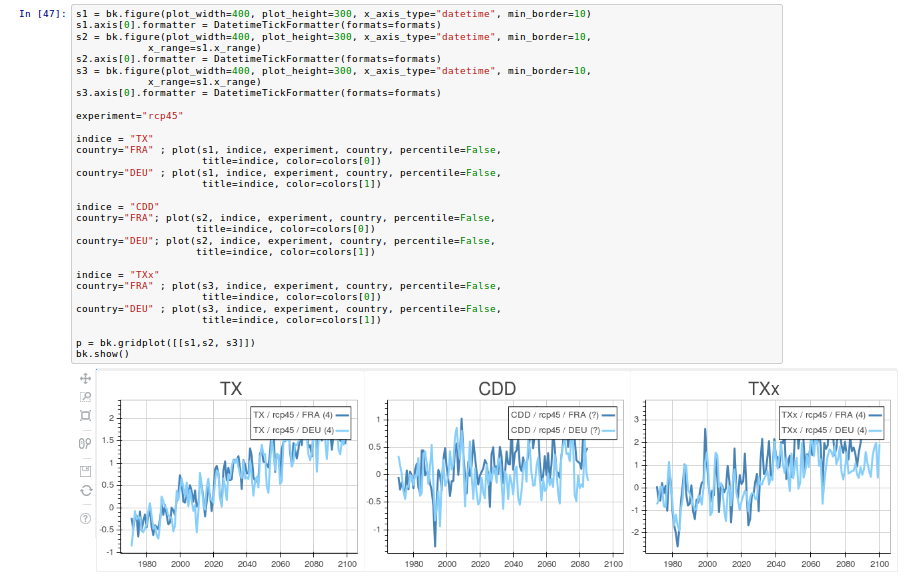 In [47]:
s1 = bk.figure(plot_width=400, plot_height=300, x_axis_type="datetime", min_border=10)
s1.axis[0].formatter = DatetimeTickFormatter(formats=formats)
s2 = bk.figure(plot_width=400, plot_height=300, x_axis_type="datetime", min_border=10,
x_range=s1.x_range)
s2.axis[0].formatter = DatetimeTickFormatter(formats=formats)
s3 = bk.figure(plot_width=400, plot_height=300, x_axis_type="datetime", min_border=10,
x_range=s1.x_range)
s3.axis[0].formatter = DatetimeTickFormatter(formats=formats)
experiment="rcp45"
indice = "TX"
country="FRA" ; plot(s1, indice, experiment, country, percentile=False,
title=indice, color=colors[0])
country="DEU" ; plot(s1, indice, experiment, country, percentile=False,
title=indice, color=colors[1])
indice = "CDD"
country="FRA"; plot(s2, indice, experiment, country, percentile=False,
title=indice, color=colors[0])
country="DEU"; plot(s2, indice, experiment, country, percentile=False,
title=indice, color=colors[1])
indice = "TXx"
country="FRA" ; plot(s3, indice, experiment, country, percentile=False,
title=indice, color=colors[0])
country="DEU" ; plot(s3, indice, experiment, country, percentile=False,
title=indice, color=colors[1])
p = bk.gridplot([[s1,s2, s3]])
bk.show()
TX
TX / rcp45 / FRA (4)
TX / rcp45 / DEU (4)
2
1.5
1
0.5
0
-0.5
-1
1980 2000 2020 2040 2060 2080 2100
CDD
CDD / rcp45 / FRA (?)
CDD / rcp45 / DEU (?)
1
0.5
0
-0.5
-1
1980 2000 2020 2040 2060 2080 2100
TXx
TXx / rcp45 / FRA (4)
TXx / rcp45 / DEU (4)
3
2
1
0
-1
-2
1980 2000 2020 2040 2060 2080 2100